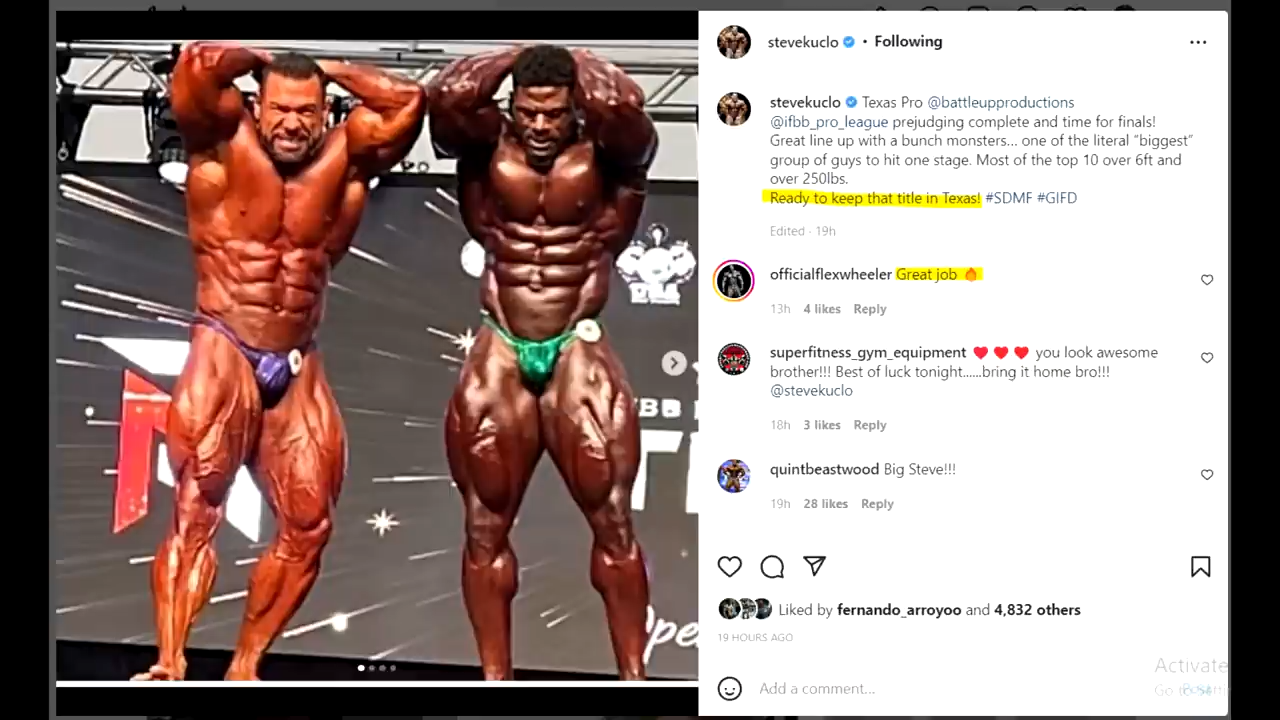 stevekuclo • Following
stevekuclo Texas Pro @battleupproductions
@ifbb_pro_league prejudging complete and time for finals!
Great line up with a bunch monsters... one of the literal “biggest”
group of guys to hit one stage. Most of the top 10 over 6ft and
over 250lbs.
Ready to keep that title in Texas! #SDMF #GIFD
Edited · 19h
officialflexwheeler Great job 🔥
13h 4 likes Reply
superfitness_gym_equipment ❤️ ❤️ ❤️ you look awesome
brother!!! Best of luck tonight......bring it home bro!!!
@stevekuclo
18h 3 likes Reply
quintbeastwood Big Steve!!!
19h 28 likes Reply
Liked by fernando_arroyoo and 4,832 others
19 HOURS AGO
Add a comment...
Activate
Go to
Post